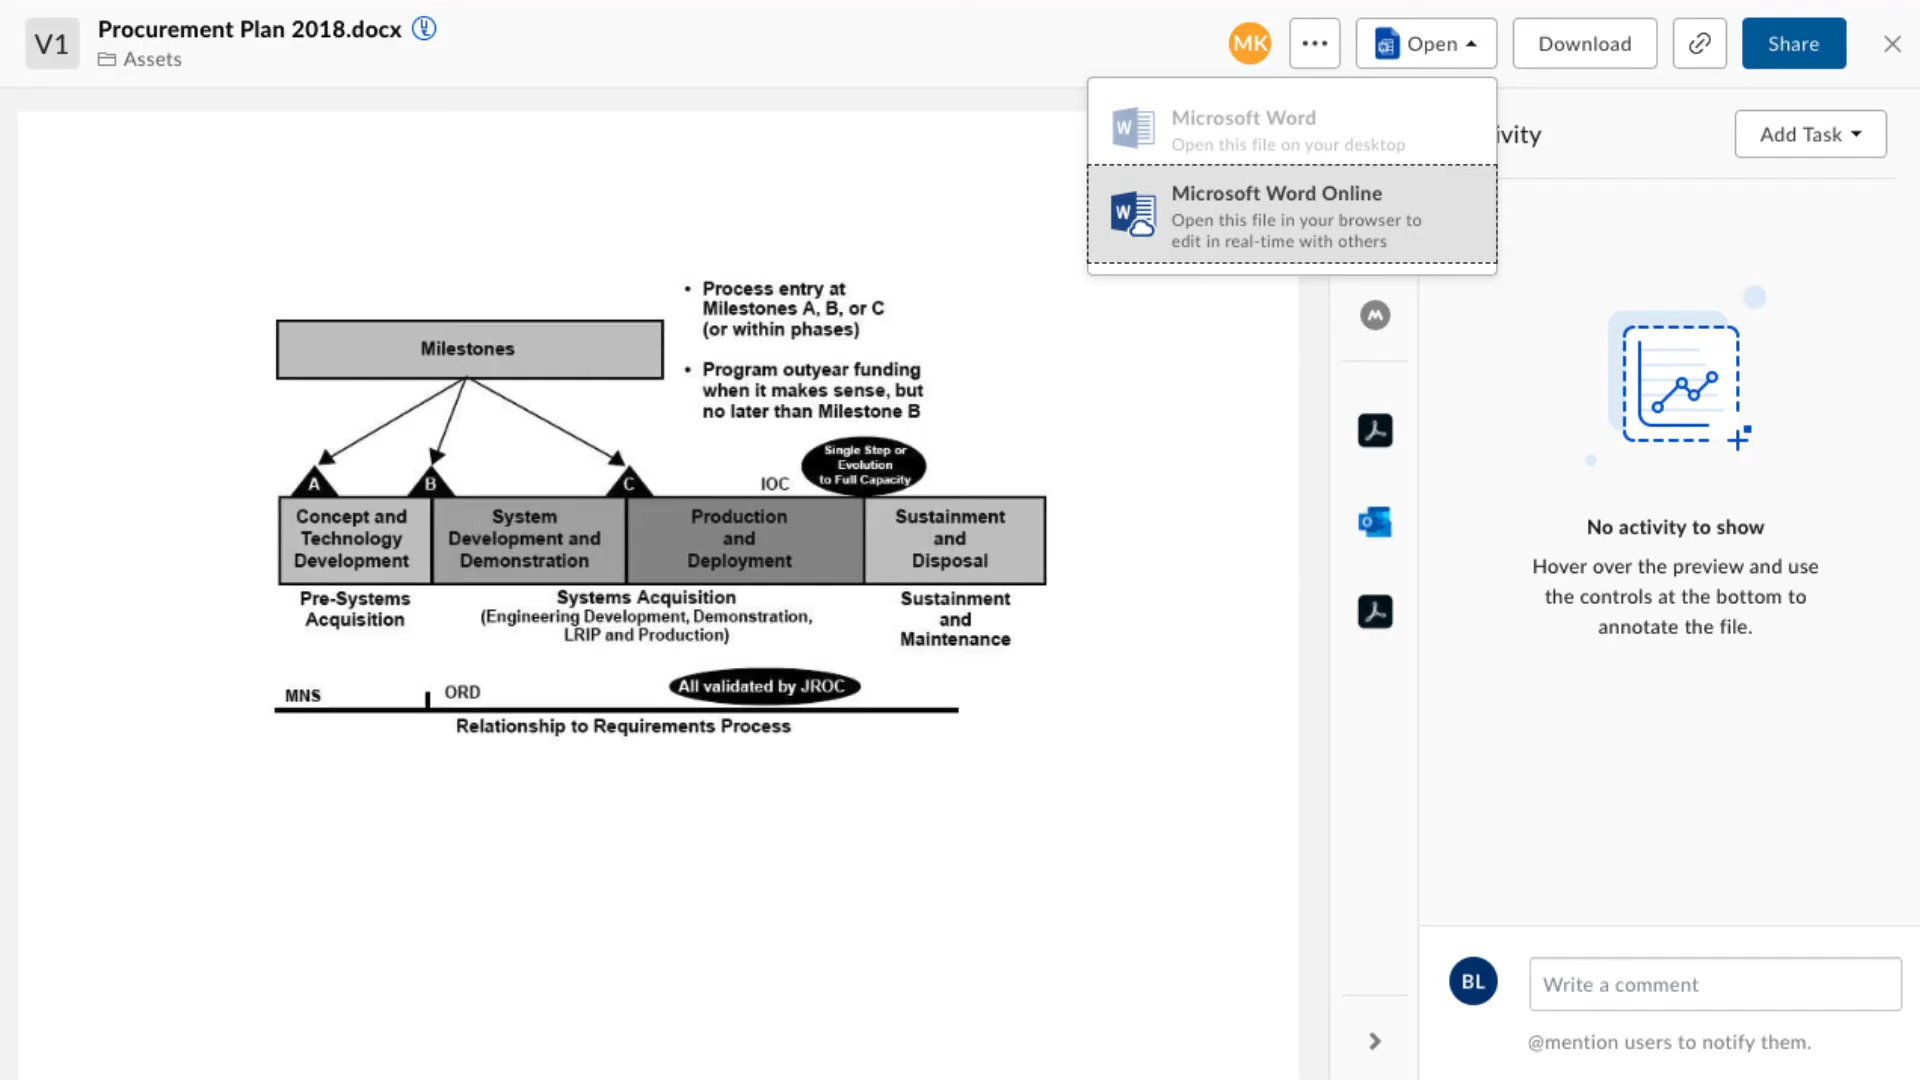 V1
Procurement Plan 2018.docx
Assets
MK
Open
Download
Share
Microsoft Word
Open this file on your desktop
Microsoft Word Online
Open this file in your browser to
edit in real-time with others
ivity
Add Task
• Process entry at
Milestones A, B, or C
(or within phases)
• Program outyear funding
when it makes sense, but
no later than Milestone B
Milestones
Single Step or
Evolution
to Full Capacity
A
B
C
IOC
Concept and
Technology
Development
System
Development and
Demonstration
Production
and
Deployment
Sustainment
and
Disposal
Pre-Systems
Acquisition
Systems Acquisition
(Engineering Development, Demonstration,
LRIP and Production)
Sustainment
and
Maintenance
MNS
ORD
All validated by JROC
Relationship to Requirements Process
No activity to show
Hover over the preview and use
the controls at the bottom to
annotate the file.
BL
Write a comment
@mention users to notify them.